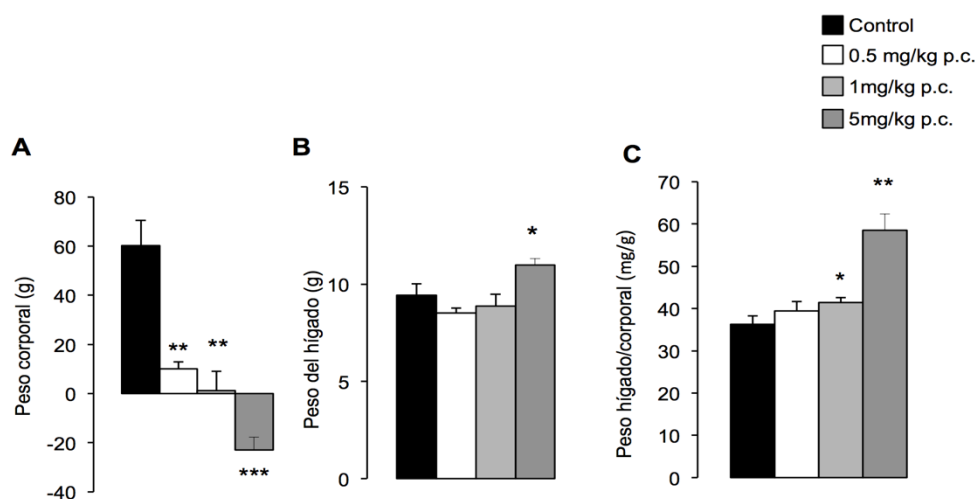 Control
0.5 mg/kg p.c.
1mg/kg p.c.
5mg/kg p.c.
A
Peso corporal (g)
80
60
40
20
0
-20
-40
**
**
***
B
Peso del hígado (g)
15
10
5
0
*
C
Peso hígado/corporal (mg/g)
70
60
50
40
30
20
10
0
*
**